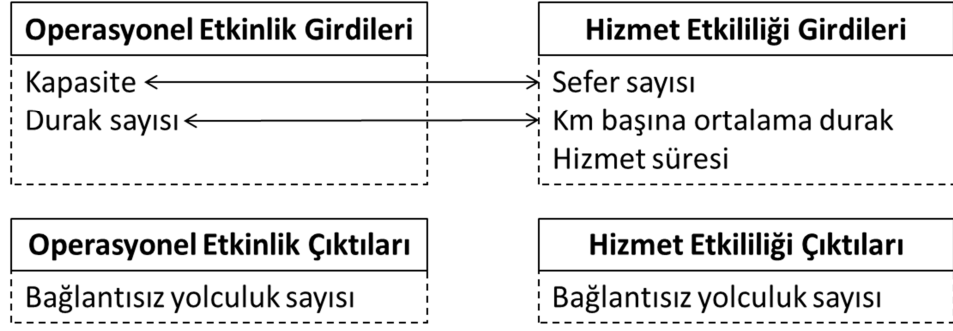 Operasyonel Etkinlik Girdileri
Hizmet Etkililiği Girdileri
Kapasite
Sefer sayısı
Durak sayısı
Km başına ortalama durak
Hizmet süresi
Operasyonel Etkinlik Çıktıları
Hizmet Etkililiği Çıktıları
Bağlantısız yolculuk sayısı
Bağlantısız yolculuk sayısı